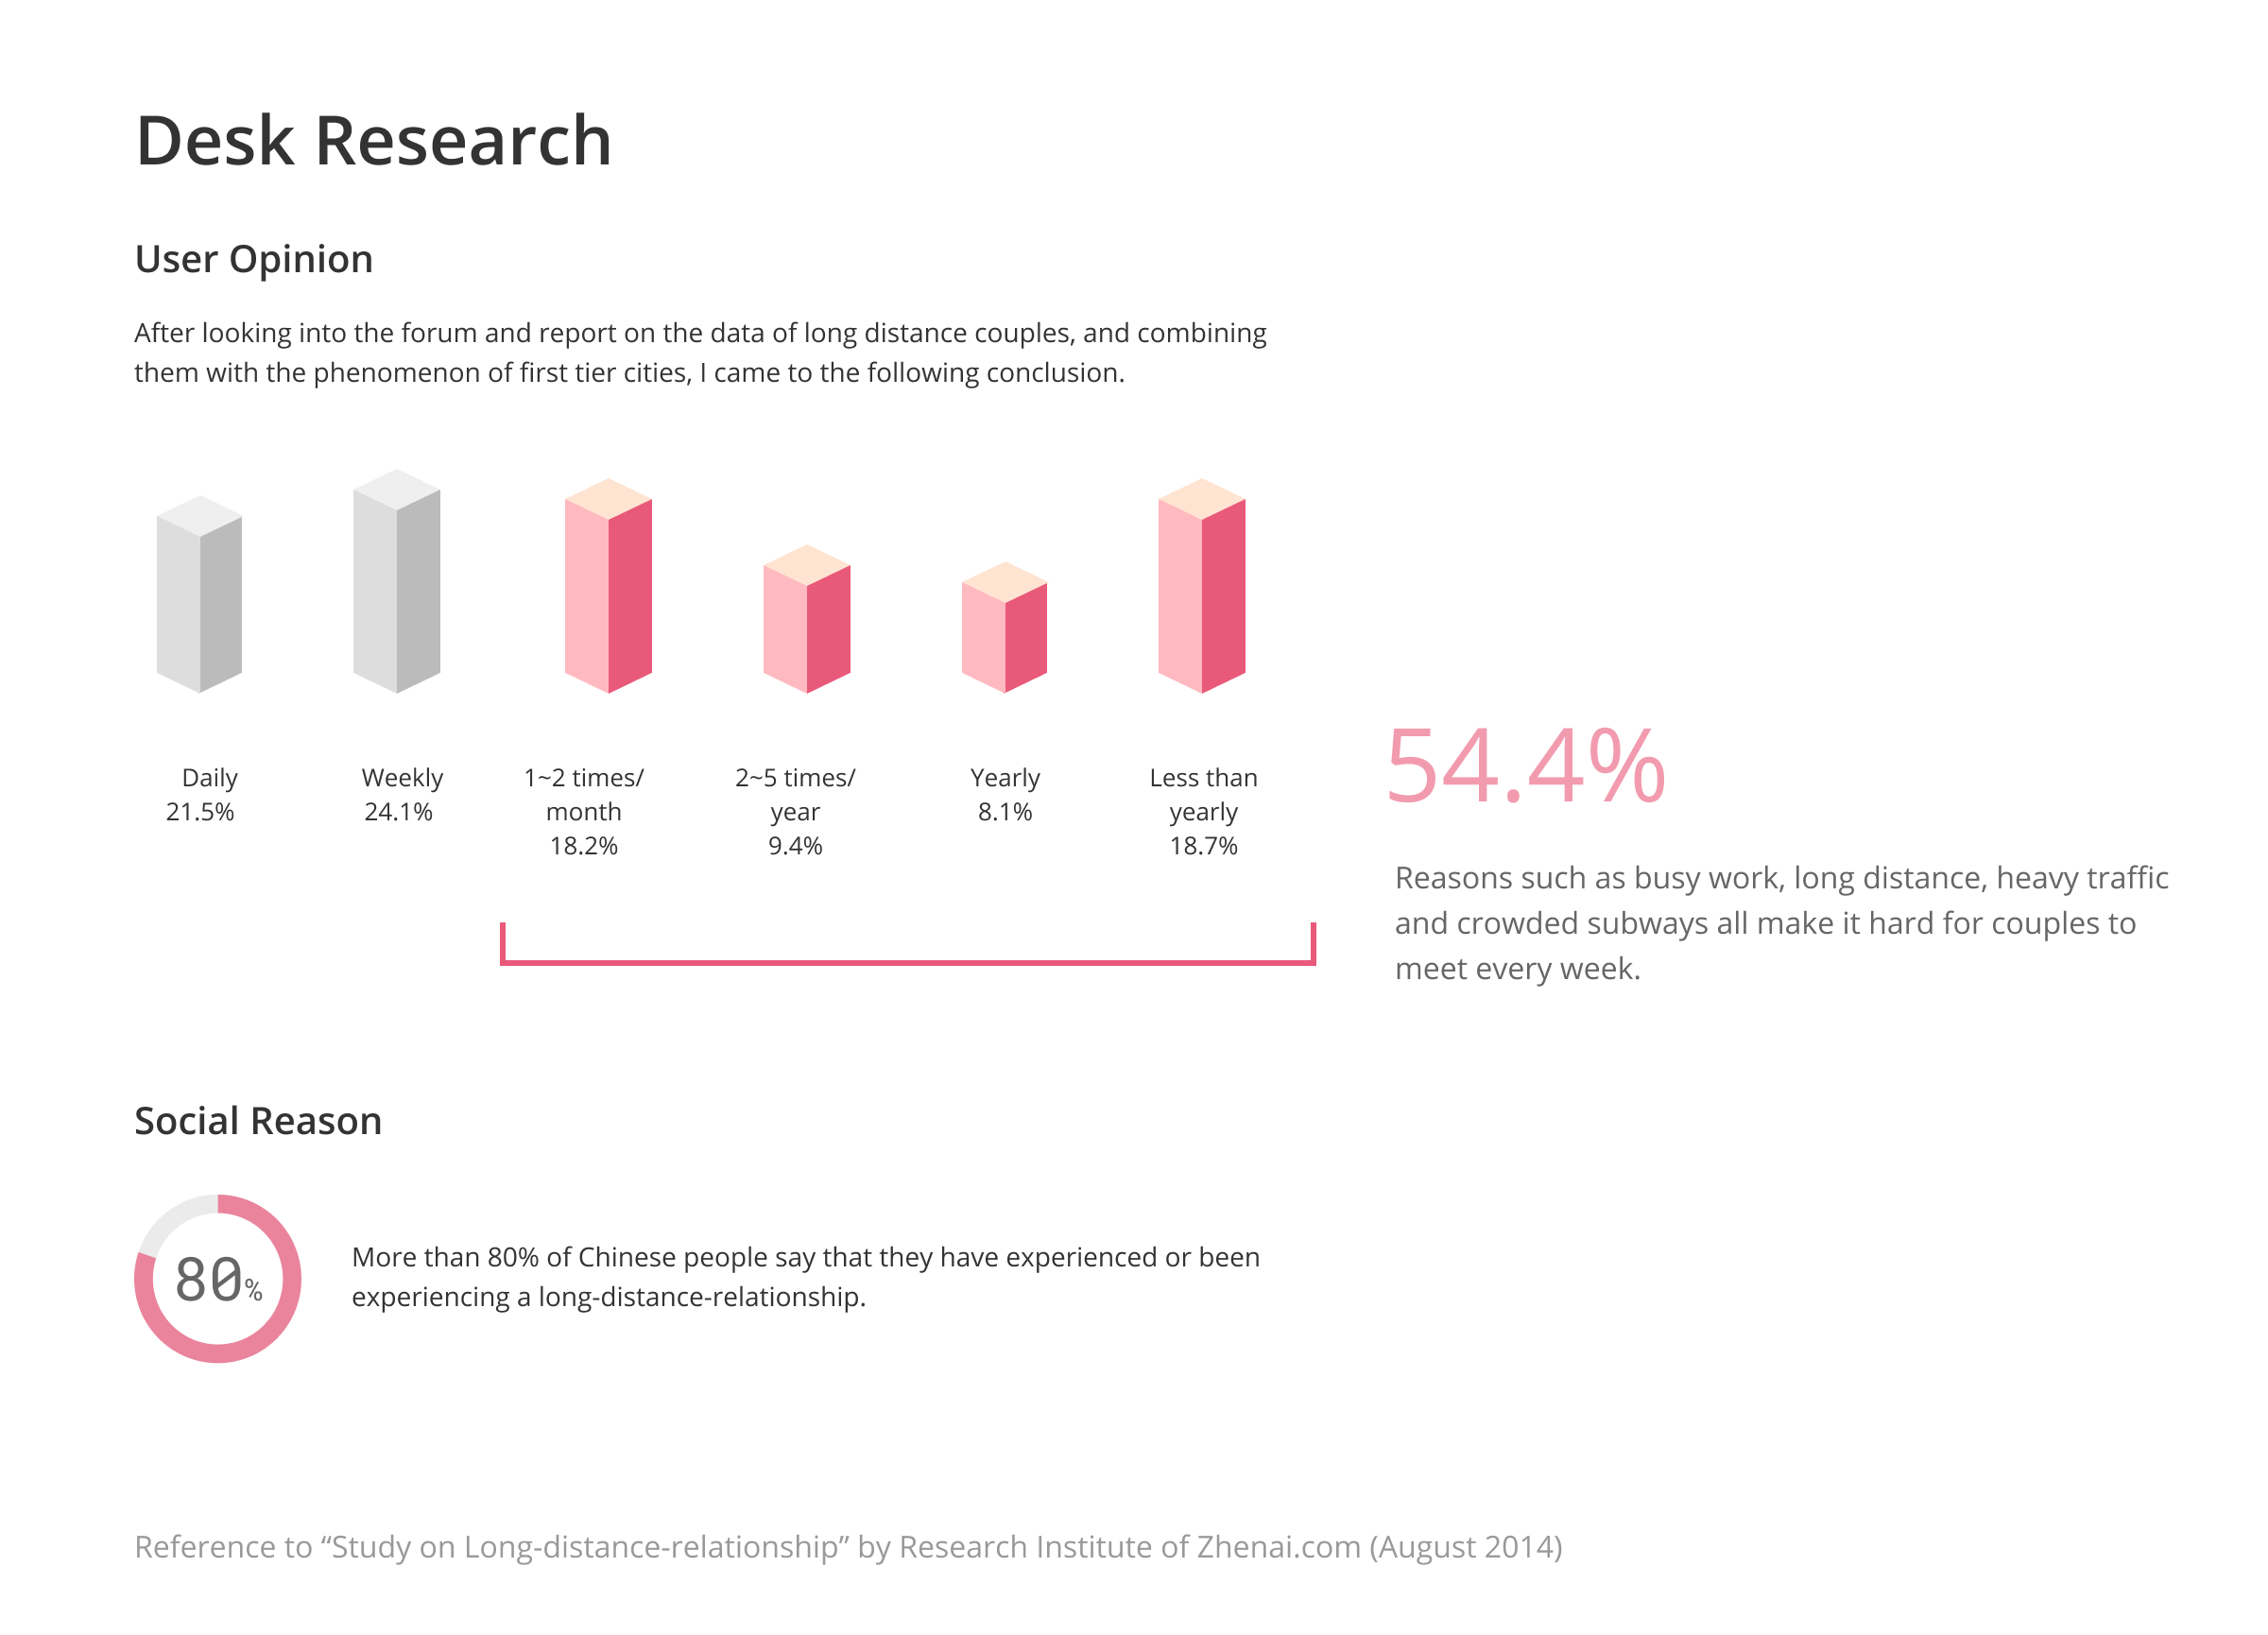 Desk Research
User Opinion
After looking into the forum and report on the data of long distance couples, and combining
them with the phenomenon of first tier cities, I came to the following conclusion.
Daily
21.5%
Weekly
24.1%
1~2 times/
month
18.2%
2~5 times/
year
9.4%
Yearly
8.1%
Less than
yearly
18.7%
54.4%
Reasons such as busy work, long distance, heavy traffic
and crowded subways all make it hard for couples to
meet every week.
Social Reason
80%
More than 80% of Chinese people say that they have experienced or been
experiencing a long-distance-relationship.
Reference to “Study on Long-distance-relationship” by Research Institute of Zhenai.com (August 2014)